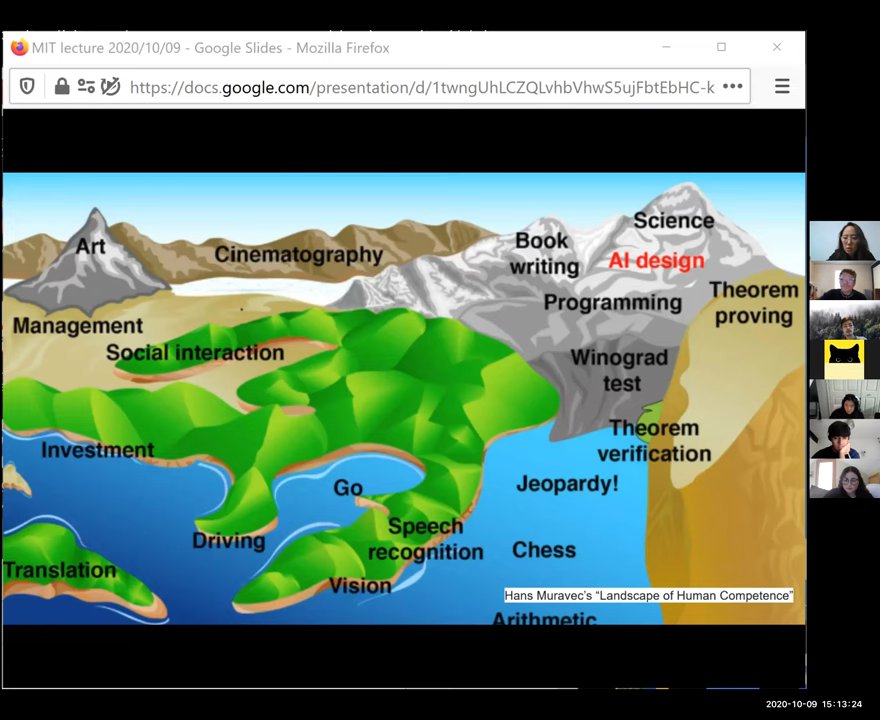 MIT lecture 2020/10/09 - Google Slides - Mozilla Firefox
https://docs.google.com/presentation/d/1twngUhLCZQLvhbVhwS5ujFbtEbHC-k
Art
Cinematography
Book
writing
Science
AI design
Programming
Theorem
proving
Management
Social interaction
Winograd
test
Theorem
verification
Investment
Go
Jeopardy!
Driving
Speech
recognition
Chess
Translation
Vision
Hans Muravec's "Landscape of Human Competence"
Arithmetic
2020-10-09 15:13:24